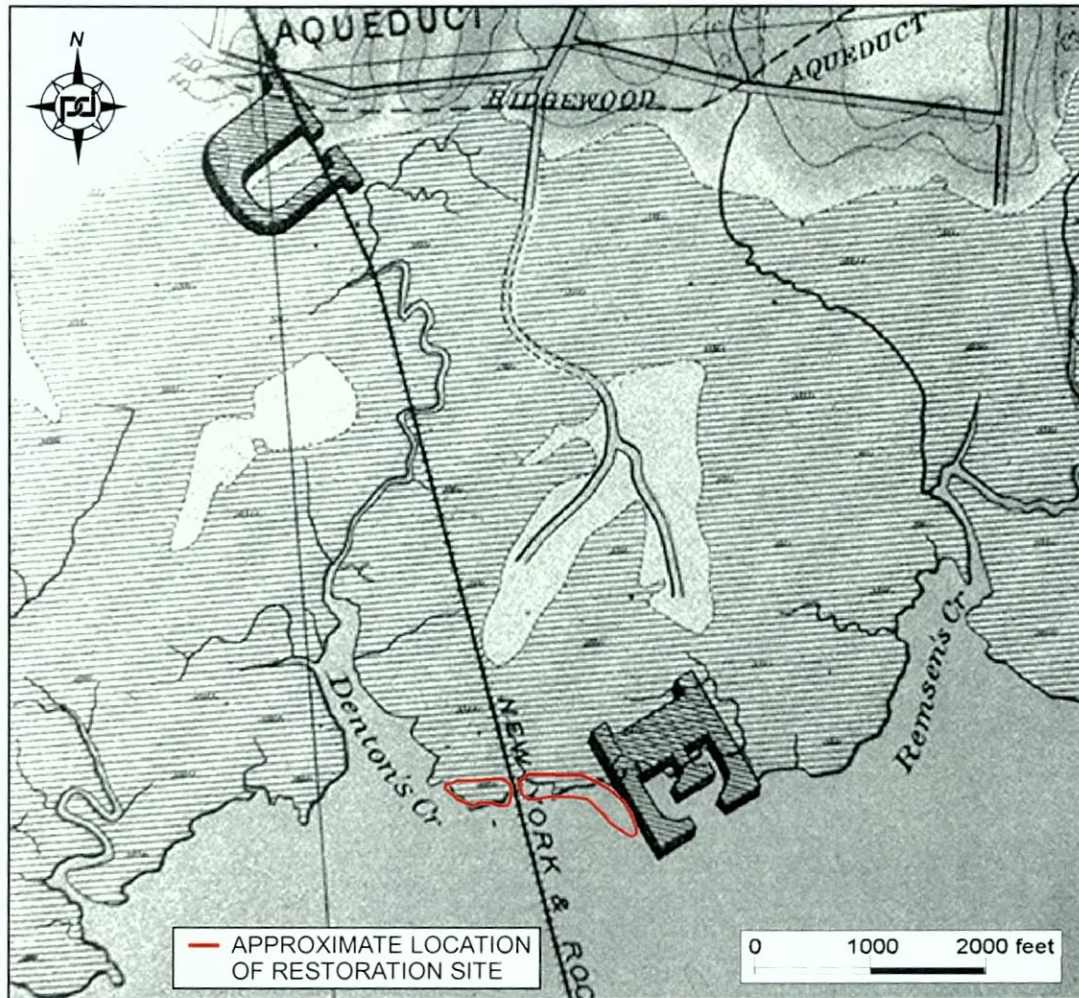 N
AQUEDUCT
AQUEDUCT
RIDGEWOOD
U
E
Denton's Cr
Remsen's Cr
NEW YORK & ROC
APPROXIMATE LOCATION
OF RESTORATION SITE
0 1000 2000 feet